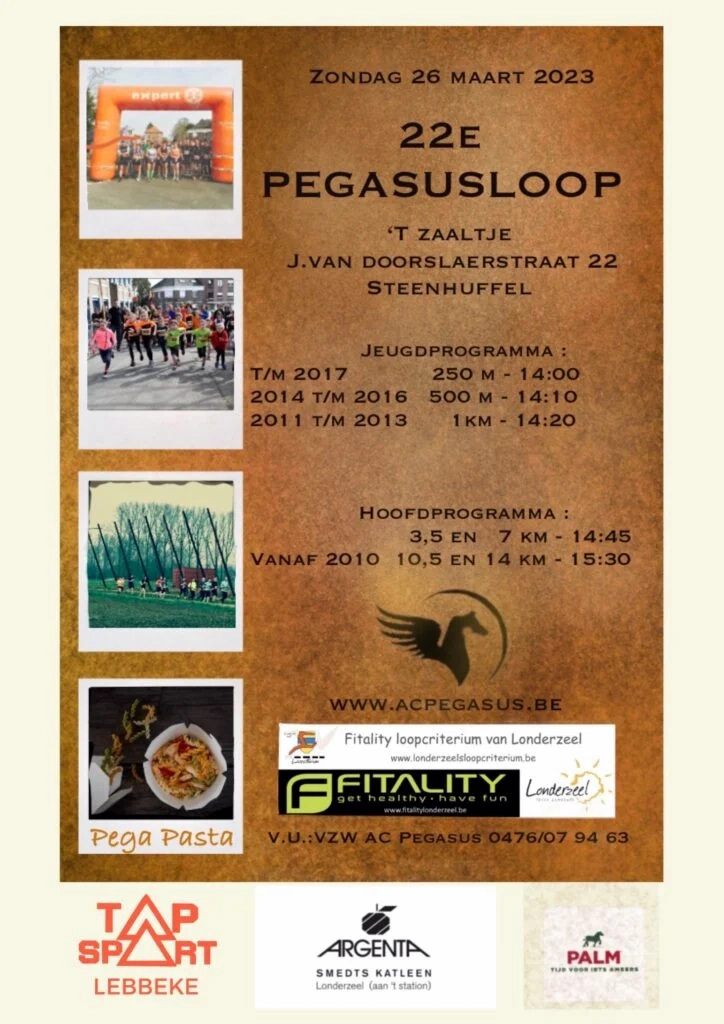 ZONDAG 26 MAART 2023
22E
PEGASUSLOOP
'T ZAALTJE
J.VAN DOORSLAERSTRAAT 22
STEENHUFFEL
JEUGDPROGRAMMA :
T/M 2017 250 M - 14:00
2014 T/M 2016 500 M - 14:10
2011 T/M 2013 1KM - 14:20
HOOFDPROGRAMMA :
3,5 EN 7 KM - 14:45
VANAF 2010 10,5 EN 14 KM - 15:30
WWW.ACPEGASUS.BE
Fitality loopcriterium van Londerzeel
www.londerzeelsloopcriterium.be
FITALITY
get healthy · have fun
www.fitalitylonderzeel.be
Londerzeel
V.U.:VZW AC PEGASUS 0476/07 94 63
expert
Pega Pasta
TAP
SPORT
LEBBEKE
ARGENTA
SMEDTS KATLEEN
Londerzeel (aan 't station)
PALM
TIJD VOOR IETS AMBERS